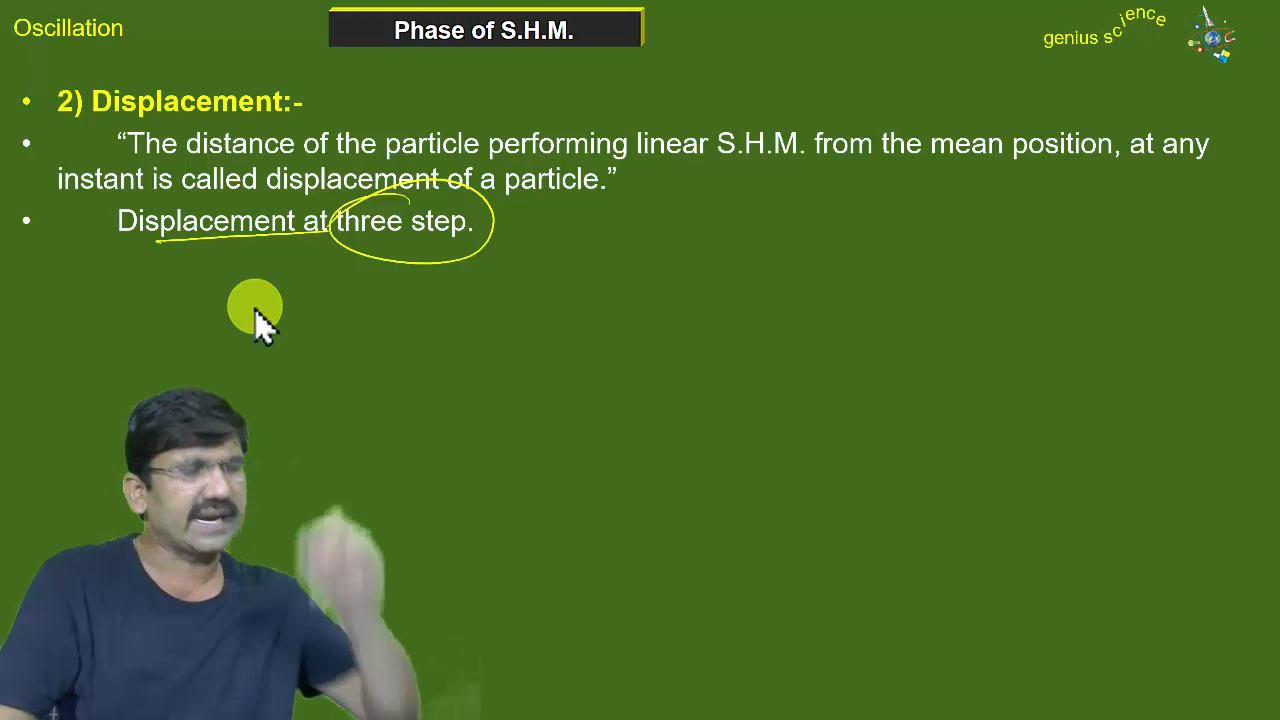 Oscillation
Phase of S.H.M.
genius science
• 2) Displacement:-
• “The distance of the particle performing linear S.H.M. from the mean position, at any
instant is called displacement of a particle.”
• Displacement at three step.